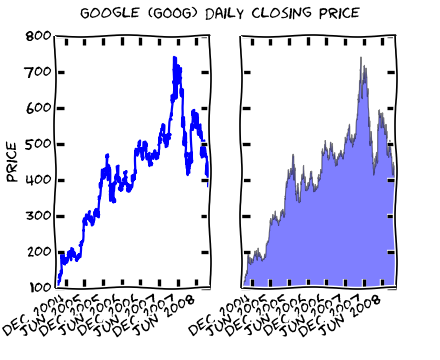 GOOGLE (GOOG) DAILY CLOSING PRICE
PRICE
800
700
600
500
400
300
200
100
DEC 2004
JUN 2005
DEC 2005
JUN 2006
DEC 2006
JUN 2007
DEC 2007
JUN 2008
DEC 2004
JUN 2005
DEC 2005
JUN 2006
DEC 2006
JUN 2007
DEC 2007
JUN 2008